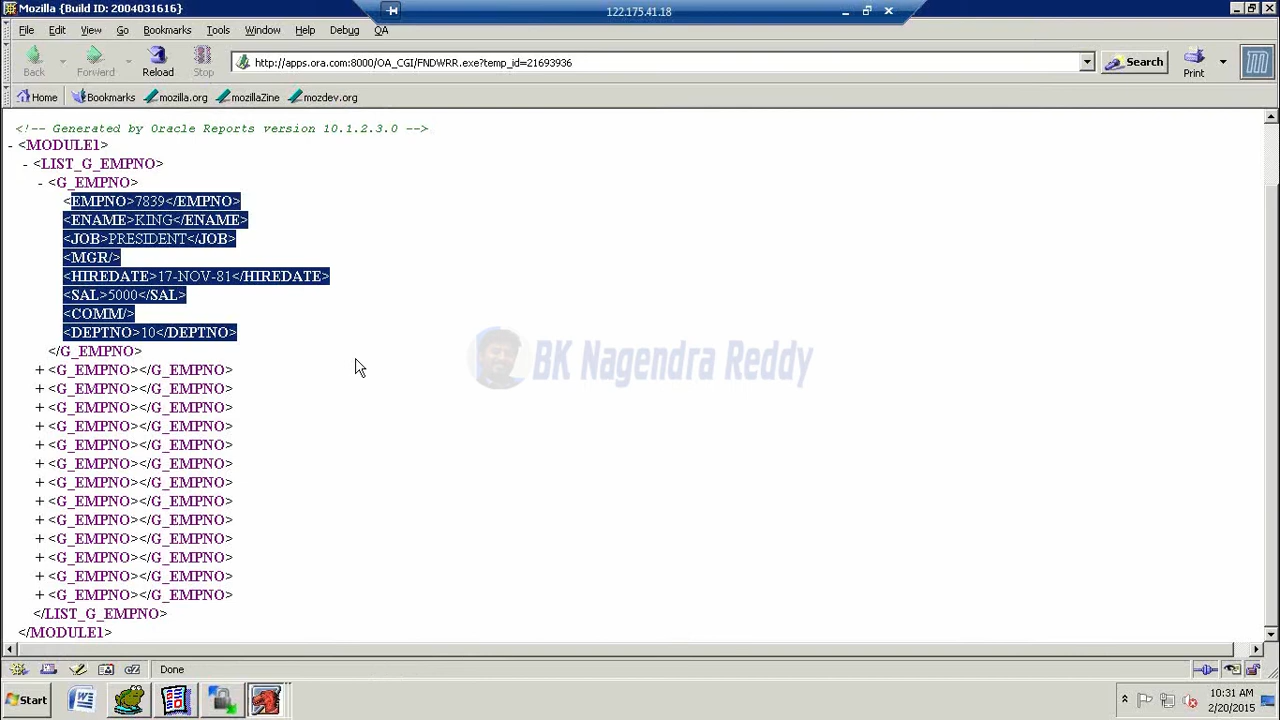 Mozilla {Build ID: 2004031616}
122.175.41.18
File Edit View Go Bookmarks Tools Window Help Debug QA
Back Forward Reload Stop
http://apps.ora.com:8000/OA_CGI/FNDWRR.exe?temp_id=21695936
Search
Print
Home Bookmarks mozilla.org mozillaZine mozdev.org
<!-- Generated by Oracle Reports version 10.1.2.3.0 -->
- <MODULE1>
- <LIST_G_EMPNO>
- <G_EMPNO>
<EMPNO>7839</EMPNO>
<ENAME>KING</ENAME>
<JOB>PRESIDENT</JOB>
<MGR/>
<HIREDATE>17-NOV-81</HIREDATE>
<SAL>5000</SAL>
<COMM/>
<DEPTNO>10</DEPTNO>
</G_EMPNO>
+ <G_EMPNO></G_EMPNO>
+ <G_EMPNO></G_EMPNO>
+ <G_EMPNO></G_EMPNO>
+ <G_EMPNO></G_EMPNO>
+ <G_EMPNO></G_EMPNO>
+ <G_EMPNO></G_EMPNO>
+ <G_EMPNO></G_EMPNO>
+ <G_EMPNO></G_EMPNO>
+ <G_EMPNO></G_EMPNO>
+ <G_EMPNO></G_EMPNO>
+ <G_EMPNO></G_EMPNO>
+ <G_EMPNO></G_EMPNO>
+ <G_EMPNO></G_EMPNO>
</LIST_G_EMPNO>
</MODULE1>
BK Nagendra Reddy
Done
Start
10:31 AM
2/20/2015